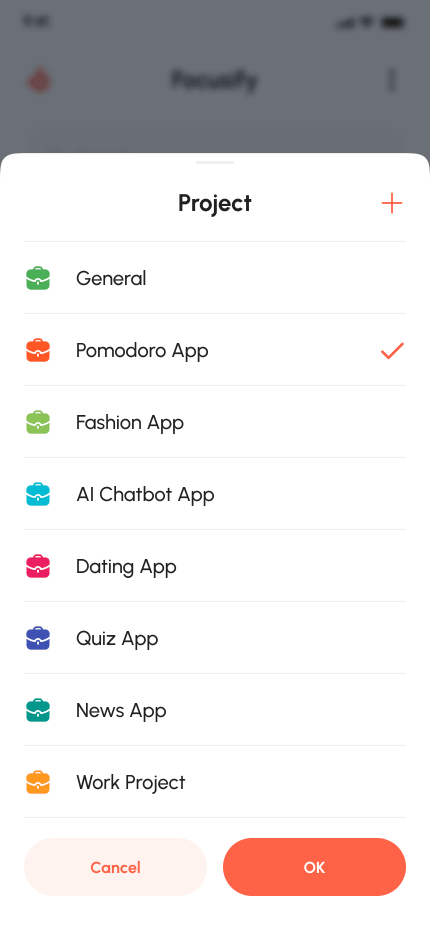 9:41
Focusify
Project
General
Pomodoro App
Fashion App
AI Chatbot App
Dating App
Quiz App
News App
Work Project
Cancel
OK